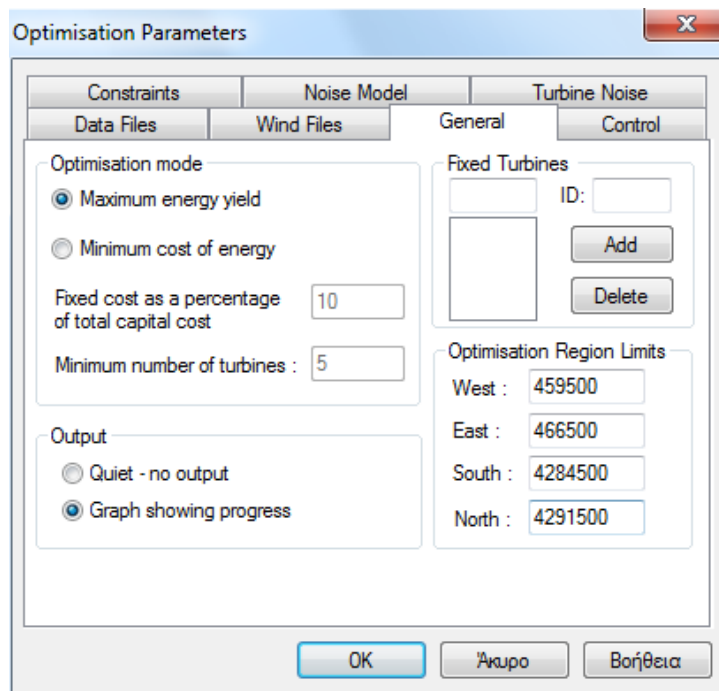 Optimisation Parameters
X
Constraints
Noise Model
Turbine Noise
Data Files
Wind Files
General
Control
Optimisation mode
Maximum energy yield
Minimum cost of energy
Fixed cost as a percentage
of total capital cost
10
Minimum number of turbines :
5
Output
Quiet - no output
Graph showing progress
Fixed Turbines
ID:
Add
Delete
Optimisation Region Limits
West :
459500
East :
466500
South :
4284500
North :
4291500
OK
Άκυρο
Βοήθεια